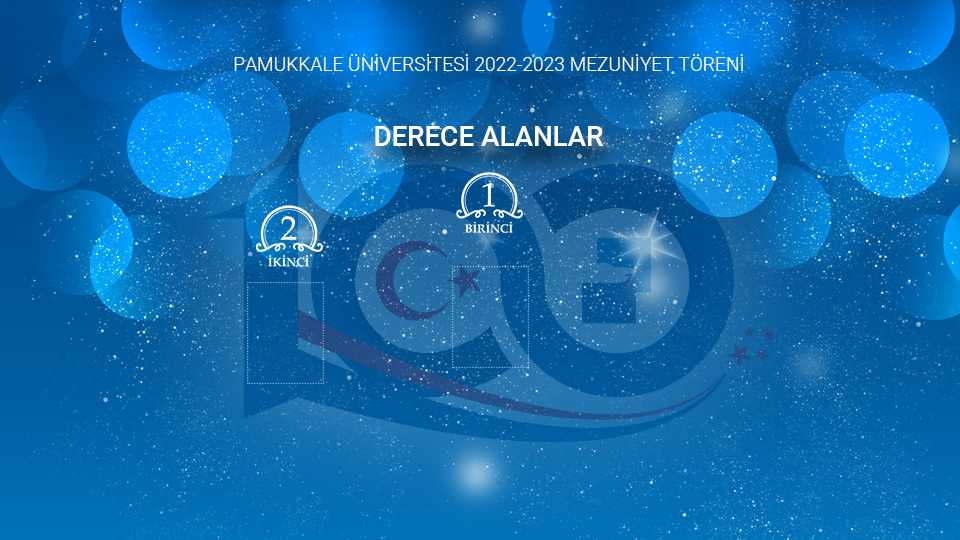 PAMUKKALE ÜNİVERSİTESİ 2022-2023 MEZUNİYET TÖRENİ
DERECE ALANLAR
1
BİRİNCİ
2
İKİNCİ